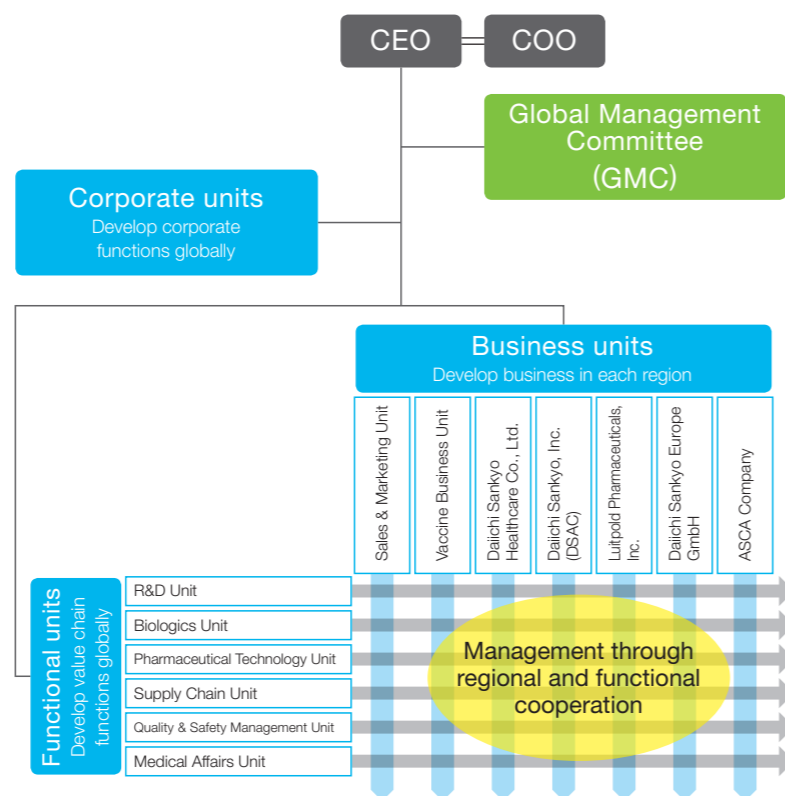 CEO
COO
Global Management
Committee
(GMC)
Corporate units
Develop corporate
functions globally
Business units
Develop business in each region
Sales & Marketing Unit
Vaccine Business Unit
Daiichi Sankyo
Healthcare Co., Ltd.
Daiichi Sankyo, Inc.
(DSAC)
Luitpold Pharmaceuticals,
Inc.
Daiichi Sankyo Europe
GmbH
ASCA Company
Functional units
Develop value chain
functions globally
R&D Unit
Biologics Unit
Pharmaceutical Technology Unit
Supply Chain Unit
Quality & Safety Management Unit
Medical Affairs Unit
Management through
regional and functional
cooperation